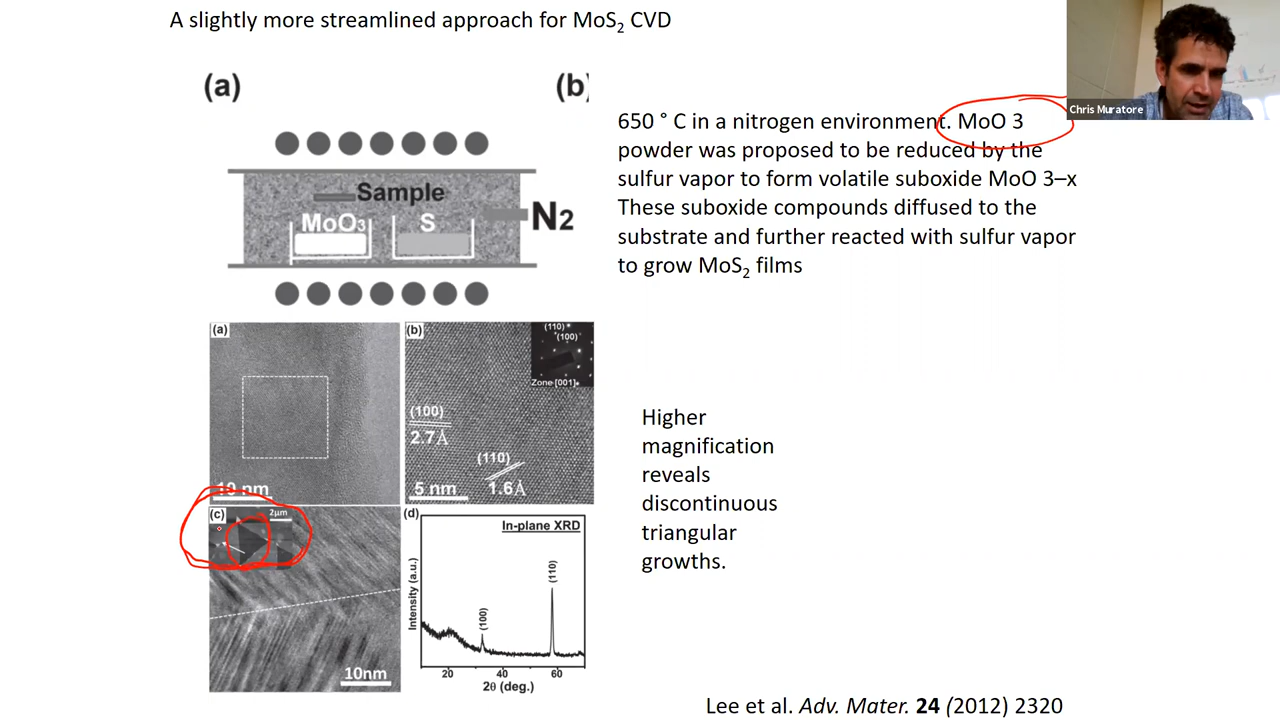 A slightly more streamlined approach for MoS₂ CVD
Chris Muratore
(a)
(b)
Sample
MoO₃
S
N₂
650 ° C in a nitrogen environment. MoO 3
powder was proposed to be reduced by the
sulfur vapor to form volatile suboxide MoO 3–x
These suboxide compounds diffused to the
substrate and further reacted with sulfur vapor
to grow MoS₂ films
(a)
10 nm
(b)
(110)
(100)
Zone [001]
(100)
2.7Å
(110)
1.6Å
5 nm
(c)
2μm
10nm
(d)
In-plane XRD
Intensity (a.u.)
(100)
(110)
20
40
60
2θ (deg.)
Higher
magnification
reveals
discontinuous
triangular
growths.
Lee et al. Adv. Mater. 24 (2012) 2320